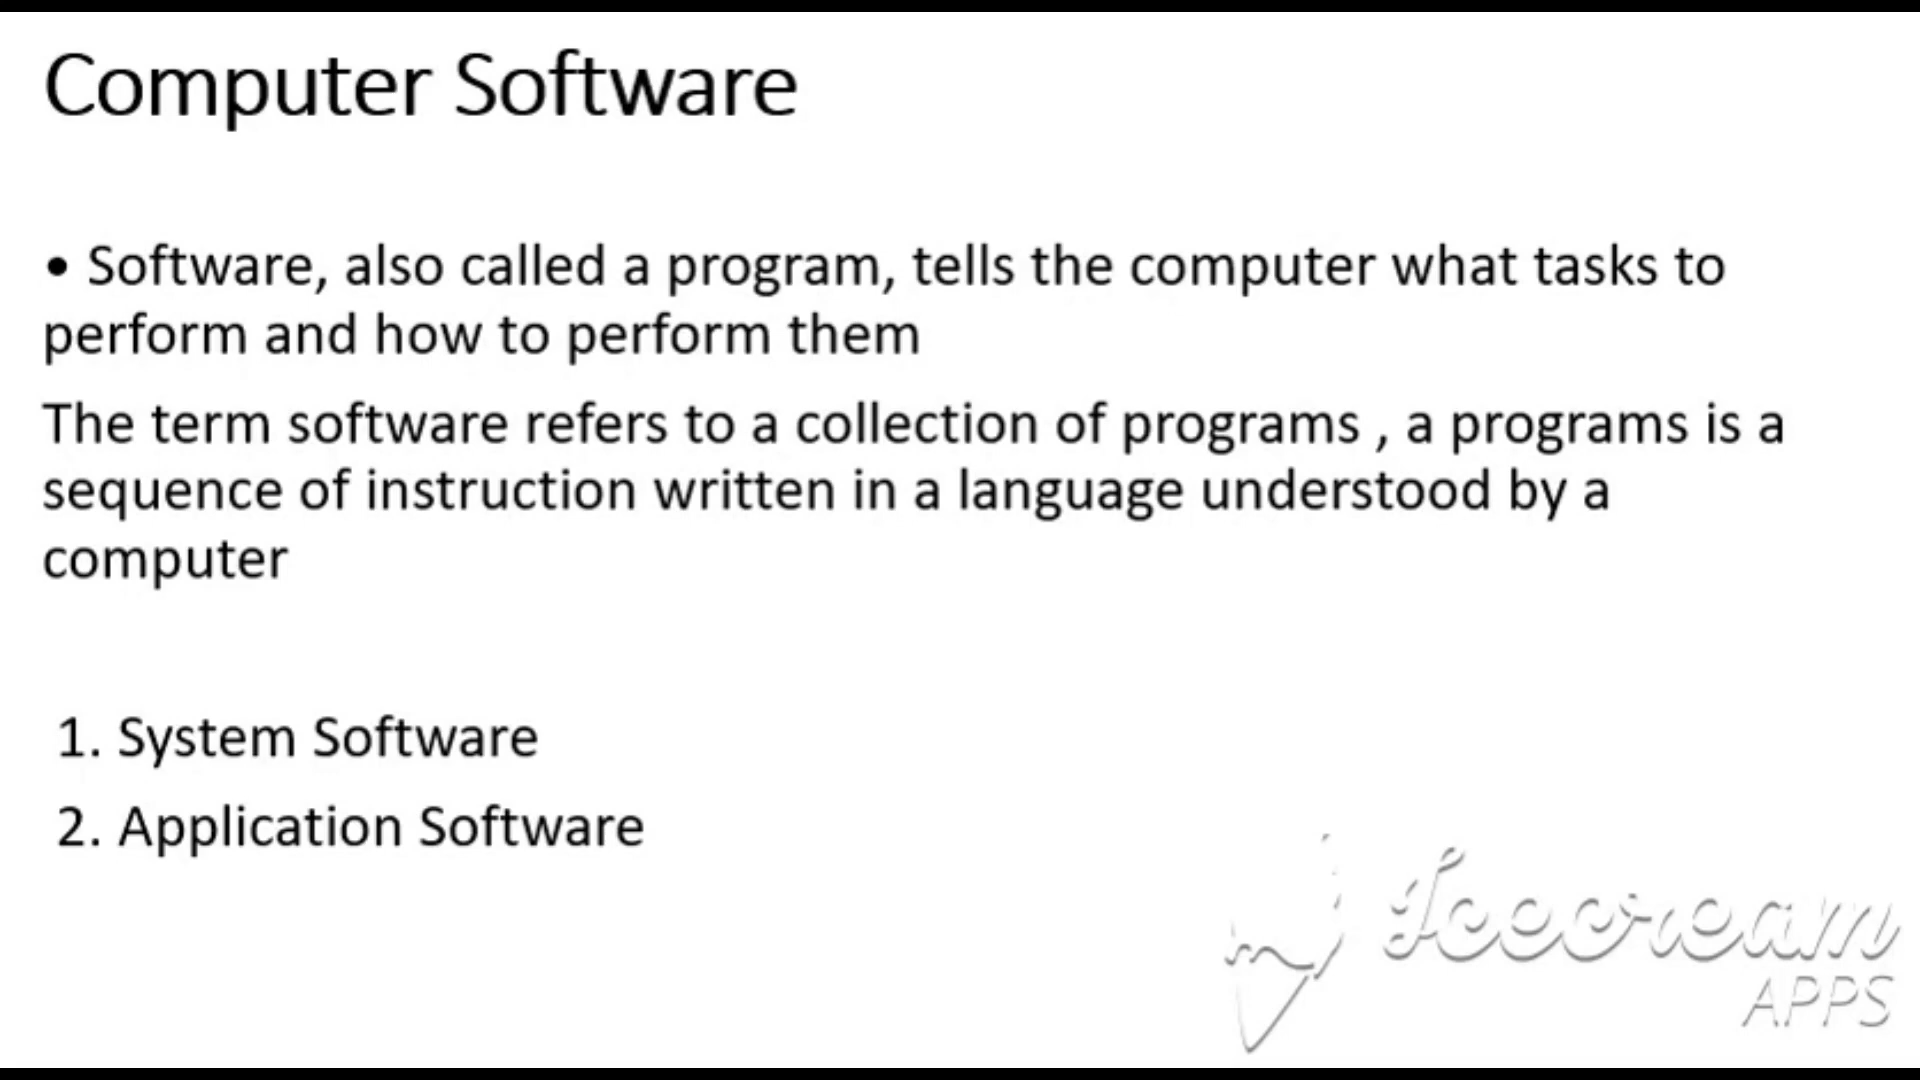 Computer Software
• Software, also called a program, tells the computer what tasks to
perform and how to perform them
The term software refers to a collection of programs , a programs is a
sequence of instruction written in a language understood by a
computer
1. System Software
2. Application Software
Icecream
APPS